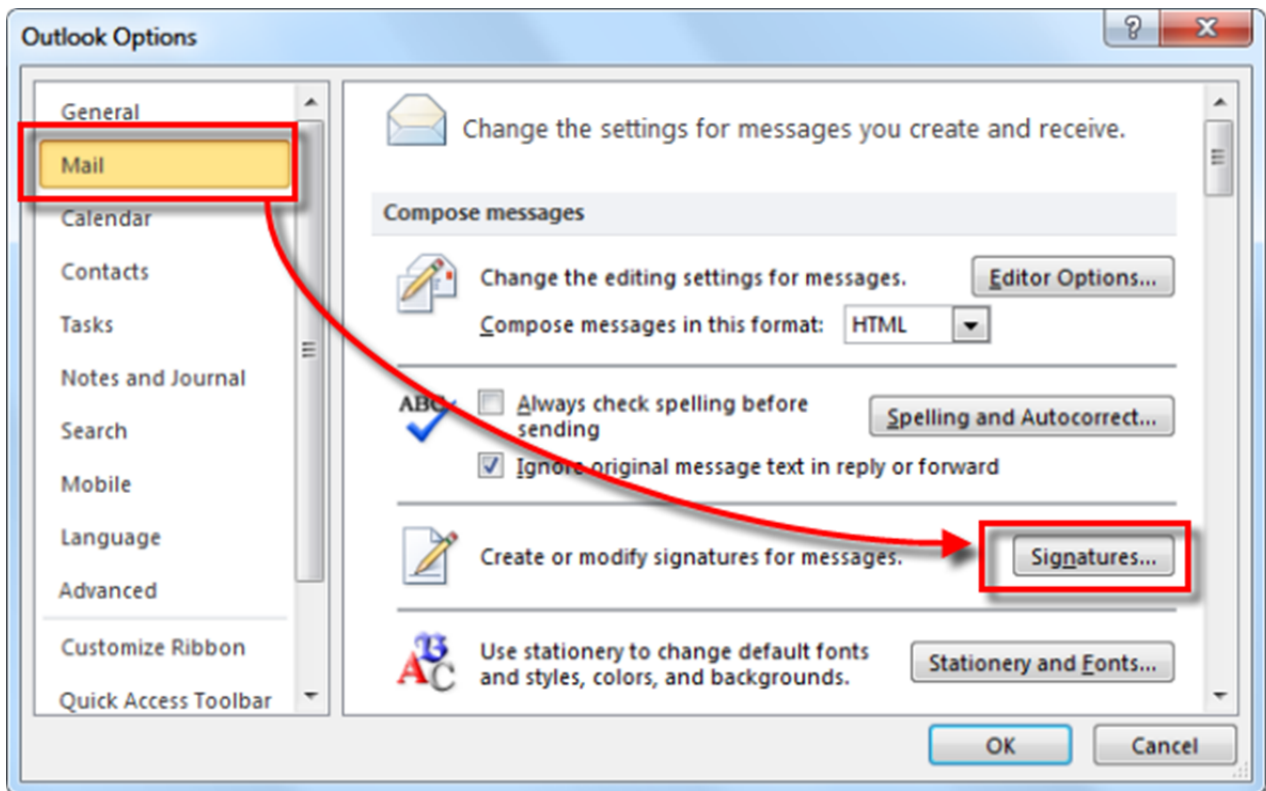 Outlook Options
General
Mail
Calendar
Contacts
Tasks
Notes and Journal
Search
Mobile
Language
Advanced
Customize Ribbon
Quick Access Toolbar
Change the settings for messages you create and receive.
Compose messages
Change the editing settings for messages.
Editor Options...
Compose messages in this format: HTML
ABC
Always check spelling before
sending
Spelling and Autocorrect...
Ignore original message text in reply or forward
Create or modify signatures for messages.
Signatures...
Use stationery to change default fonts
and styles, colors, and backgrounds.
Stationery and Fonts...
OK
Cancel